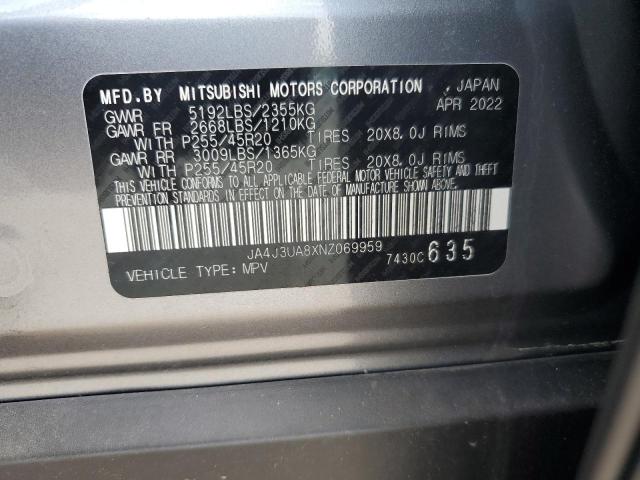 MFD.BY MITSUBISHI MOTORS CORPORATION , JAPAN
GVWR 5192LBS/2355KG APR 2022
GAWR FR 2668LBS/1210KG
WITH P255/45R20 TIRES 20X8.0J RIMS
GAWR RR 3009LBS/1365KG
WITH P255/45R20 TIRES 20X8.0J RIMS
THIS VEHICLE CONFORMS TO ALL APPLICABLE FEDERAL MOTOR VEHICLE SAFETY AND THEFT
PREVENTION STANDARDS IN EFFECT ON THE DATE OF MANUFACTURE SHOWN ABOVE.
JA4J3UA8XNZ069959
7430C 635
VEHICLE TYPE: MPV